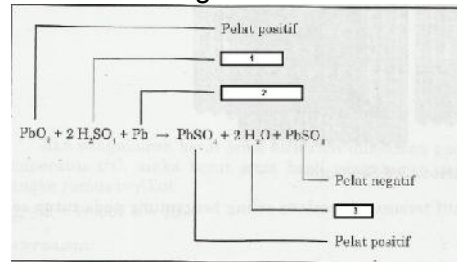 Pelat positif
1
2
PbO₂ + 2 H₂SO₄ + Pb → PbSO₄ + 2 H₂O + PbSO₄
Pelat negatif
3
Pelat positif